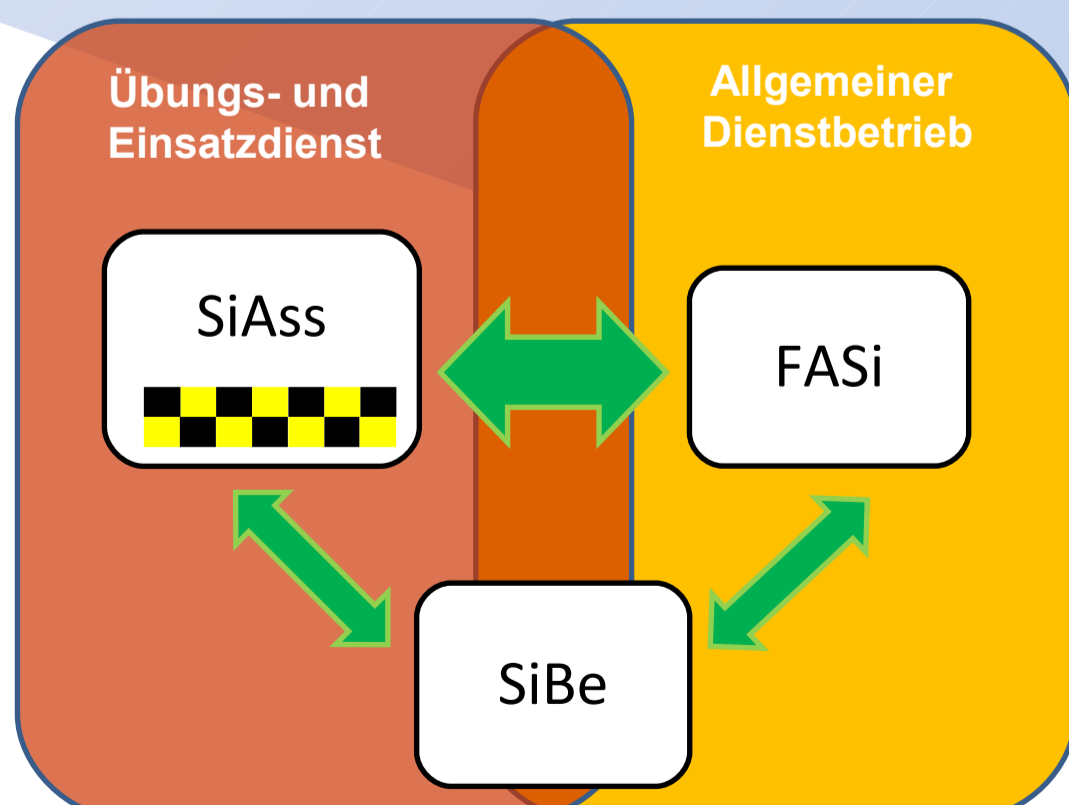 Übungs- und
Einsatzdienst
Allgemeiner
Dienstbetrieb
SiAss
FASi
SiBe